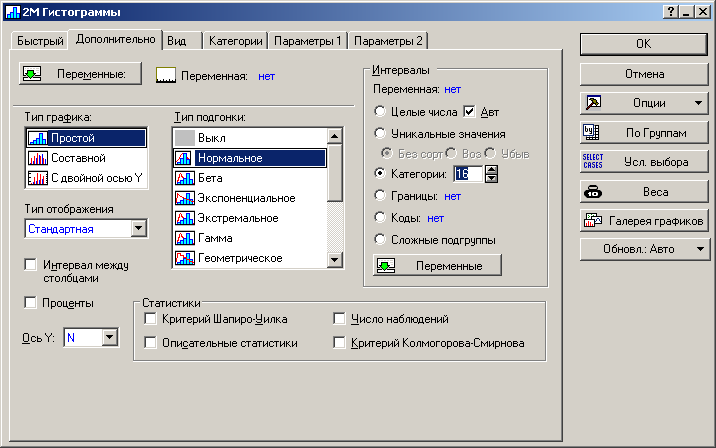 2М Гистограммы
Быстрый Дополнительно Вид Категории Параметры 1 Параметры 2
Переменные: Переменная: нет
Тип графика:
Простой
Составной
С двойной осью Y
Тип отображения
Стандартная
Интервал между
столбцами
Проценты
Ось Y: N
Тип подгонки:
Выкл
Нормальное
Бета
Экспоненциальное
Экстремальное
Гамма
Геометрическое
Интервалы
Переменная: нет
Целые числа Авт
Уникальные значения
Без сорт Воз Убыв
Категории: 16
Границы: нет
Коды: нет
Сложные подгруппы
Переменные
Статистики
Критерий Шапиро-Уилка Число наблюдений
Описательные статистики Критерий Колмогорова-Смирнова
OK
Отмена
Опции
By
По Группам
SELECT
CASES
Усл. выбора
Веса
Галерея графиков
Обновл.: Авто